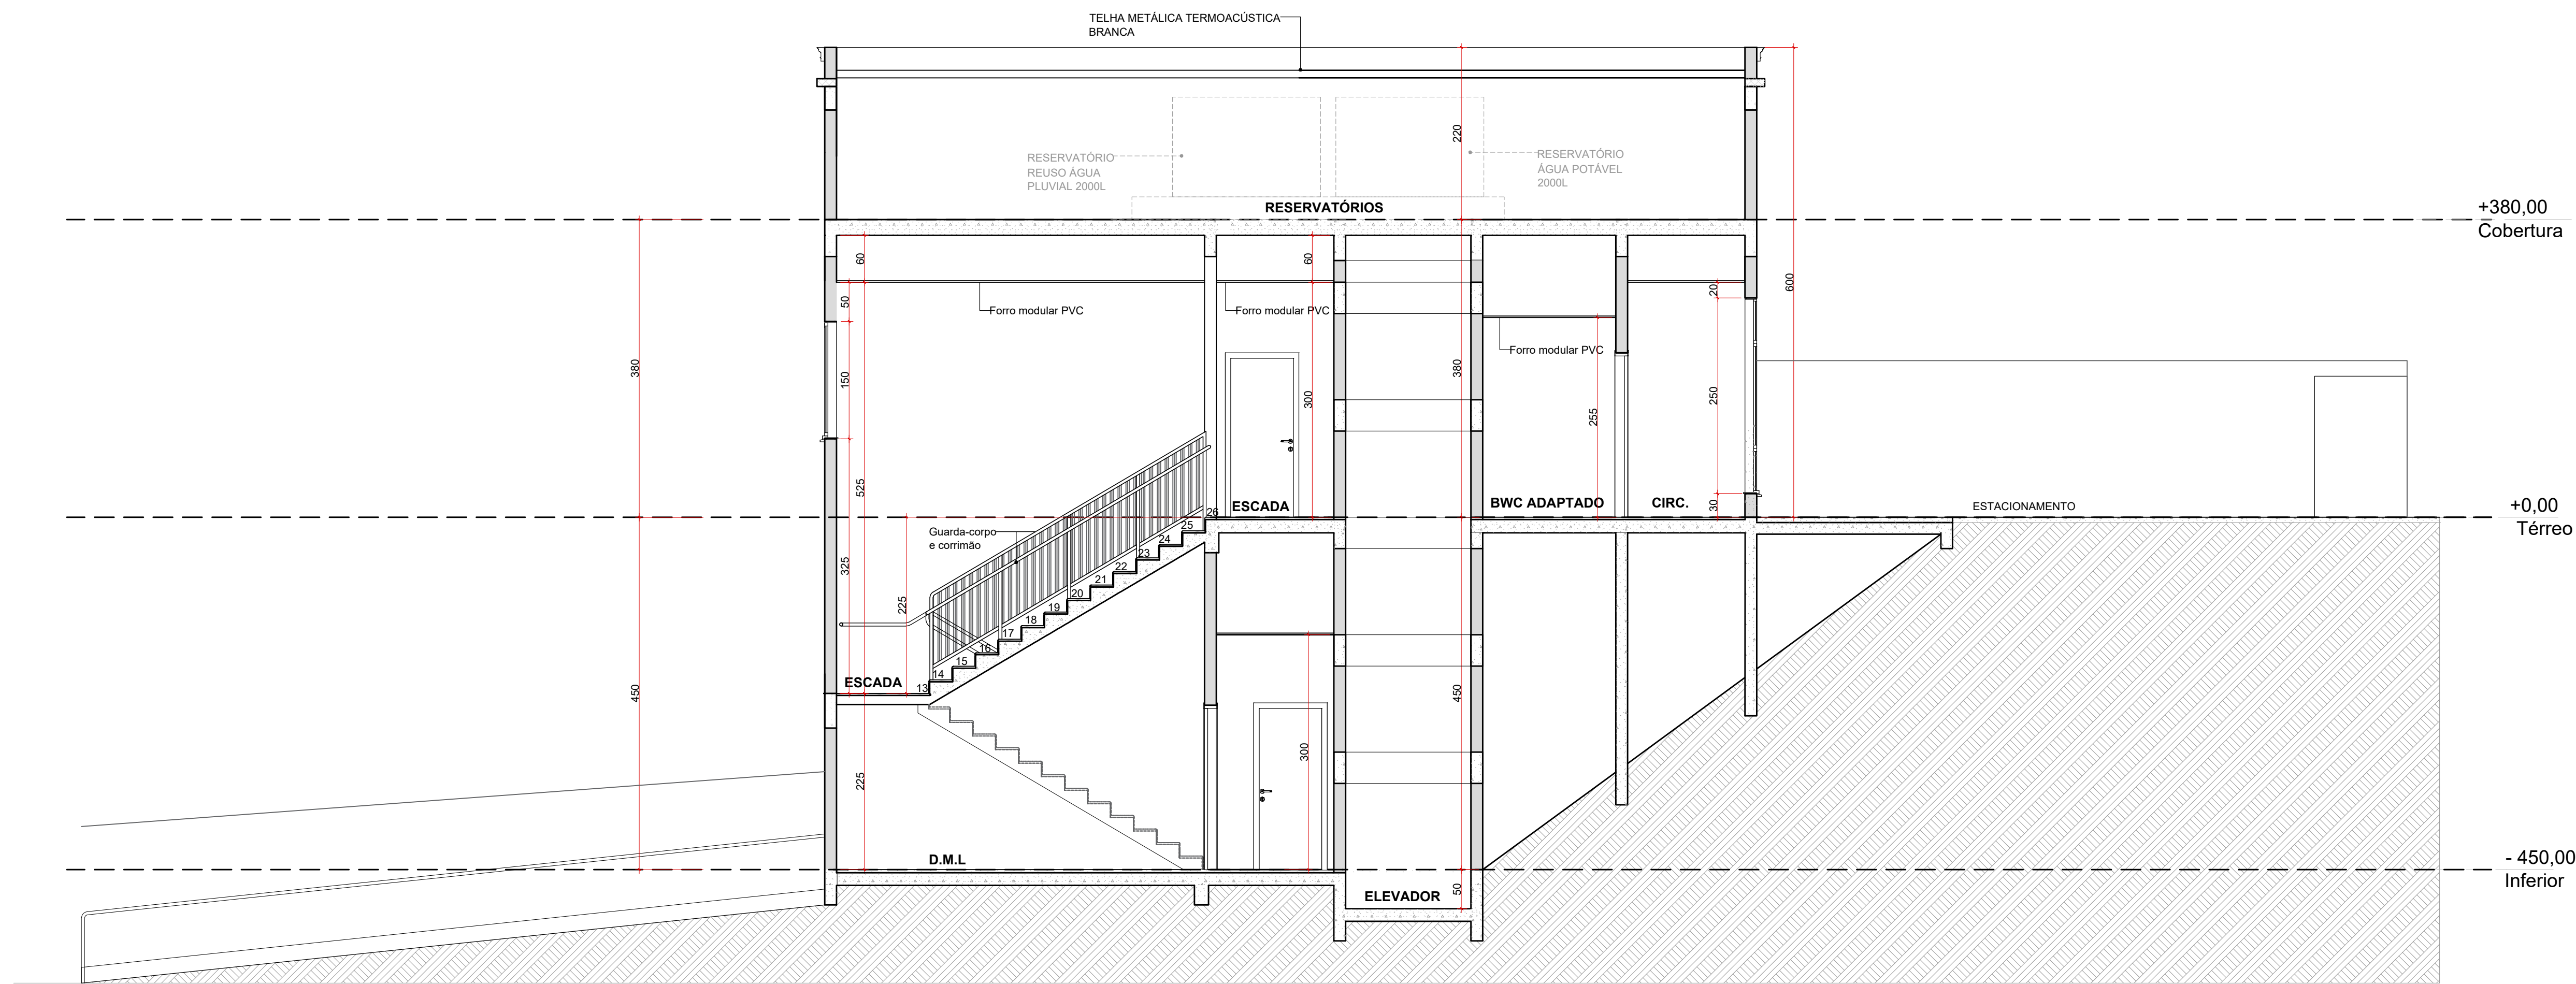 TELHA METÁLICA TERMOACÚSTICA
BRANCA
220
RESERVATÓRIO
REUSO ÁGUA
PLUVIAL 2000L
RESERVATÓRIO
ÁGUA POTÁVEL
2000L
RESERVATÓRIOS
+380,00
Cobertura
60
60
600
50
20
Forro modular PVC
Forro modular PVC
Forro modular PVC
380
150
300
380
255
250
525
ESCADA
BWC ADAPTADO
CIRC.
30
ESTACIONAMENTO
+0,00
Térreo
26
25
24
23
22
21
20
19
18
17
16
15
14
13
Guarda-corpo
e corrimão
325
225
ESCADA
450
450
300
225
D.M.L
- 450,00
Inferior
50
ELEVADOR